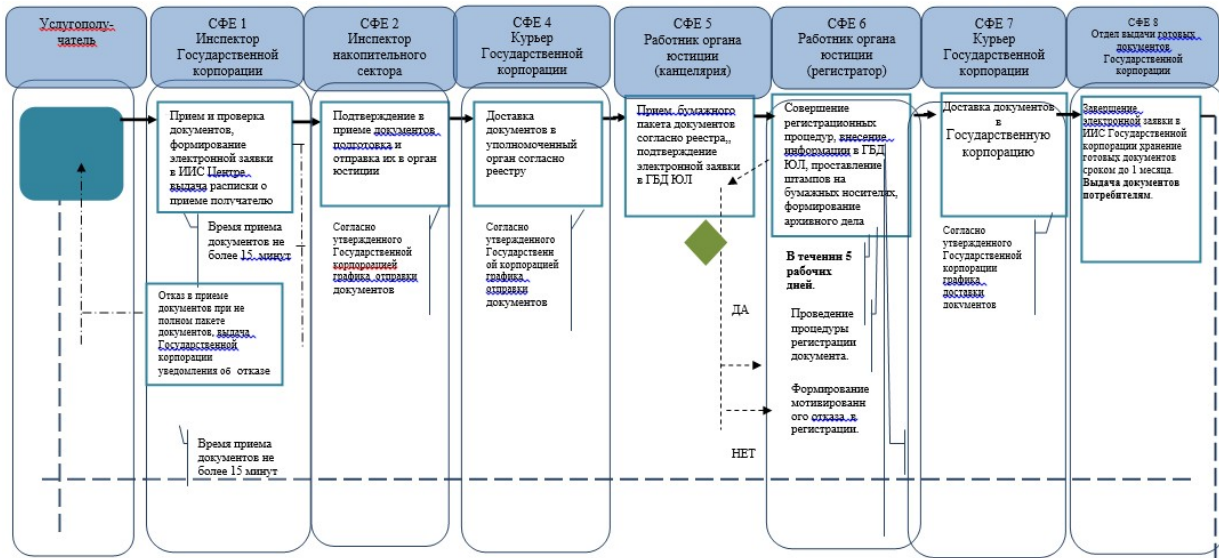 Услугополу-
чатель
СФЕ 1
Инспектор
Государственной
корпорации
СФЕ 2
Инспектор
накопительного
сектора
СФЕ 4
Курьер
Государственной
корпорации
СФЕ 5
Работник органа
юстиции
(канцелярия)
СФЕ 6
Работник органа
юстиции
(регистратор)
СФЕ 7
Курьер
Государственной
корпорации
СФЕ 8
Отдел выдачи готовых
документов
Государственной
корпорации
Прием и проверка
документов,
формирование
электронной заявки
в ИИС Центре
выдача расписки о
приеме получателю
Время приема
документов не
более 15 минут
Отказ в приеме
документов при не
полном пакете
документов, выдача
Государственной
корпорации
уведомления об отказе
Время приема
документов не
более 15 минут
Подтверждение в
приеме документов
подготовка и
отправка их в орган
юстиции
Согласно
утвержденного
Государственной
корпорорацией
графика отправки
документов
Доставка
документов в
уполномоченный
орган согласно
реестру
Согласно
утвержденного
Государственн
ой корпорацией
графика
отправки
документов
Прием бумажного
пакета документов
согласно реестра,,
подтверждение
электронной заявки
в ГБД ЮЛ
ДА
НЕТ
Совершение
регистрационных
процедур, внесение
информации в ГБД
ЮЛ, проставление
штампов на
бумажных носителях,
формирование
архивного дела
В течении 5
рабочих
дней.
Проведение
процедуры
регистрации
документа.
Формирование
мотивированн
ого отказа в
регистрации.
Доставка документов
в
Государственную
корпорацию
Согласно
утвержденного
Государственной
корпорации
графика
доставки
документов
Завершение
электронной заявки в
ИИС Государственной
корпорации хранение
готовых документов
сроком до 1 месяца.
Выдача документов
потребителям.